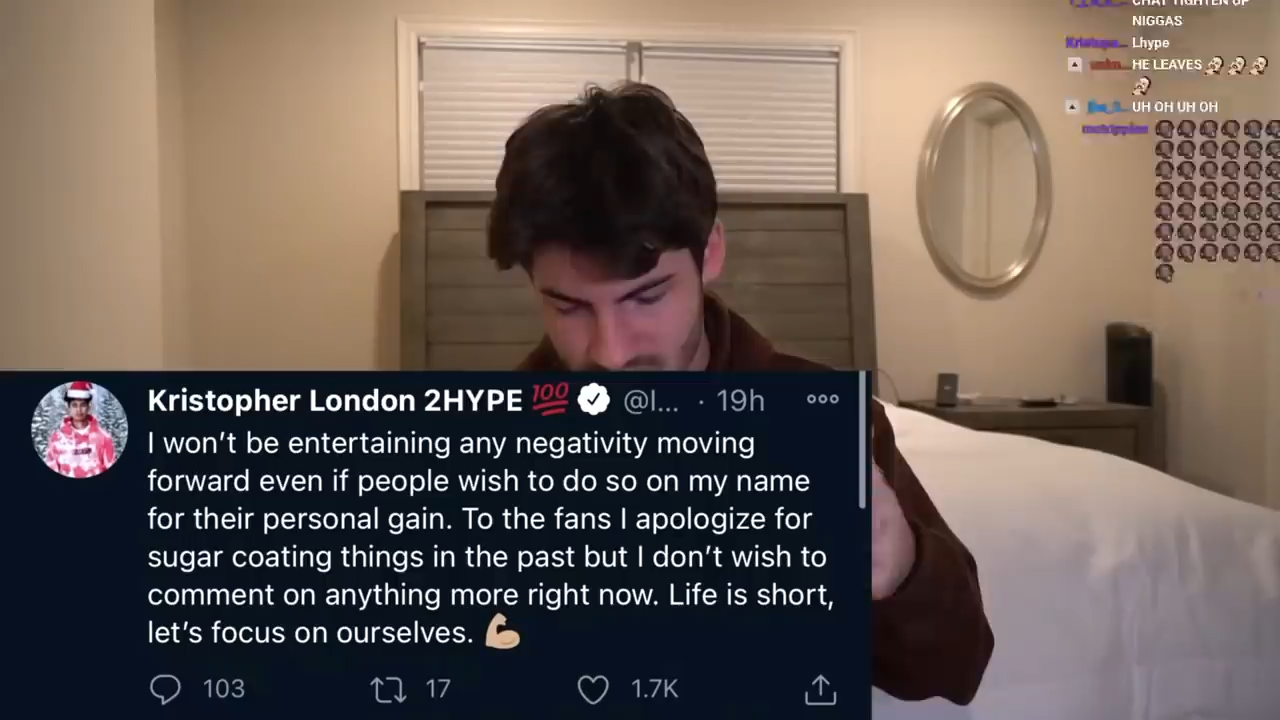 CHAT TIGHTEN UP
NIGGAS
Lhype
HE LEAVES
UH OH UH OH
Kristopher London 2HYPE 💯 @l... · 19h
I won't be entertaining any negativity moving
forward even if people wish to do so on my name
for their personal gain. To the fans I apologize for
sugar coating things in the past but I don't wish to
comment on anything more right now. Life is short,
let's focus on ourselves. 💪🏼
103 17 1.7K